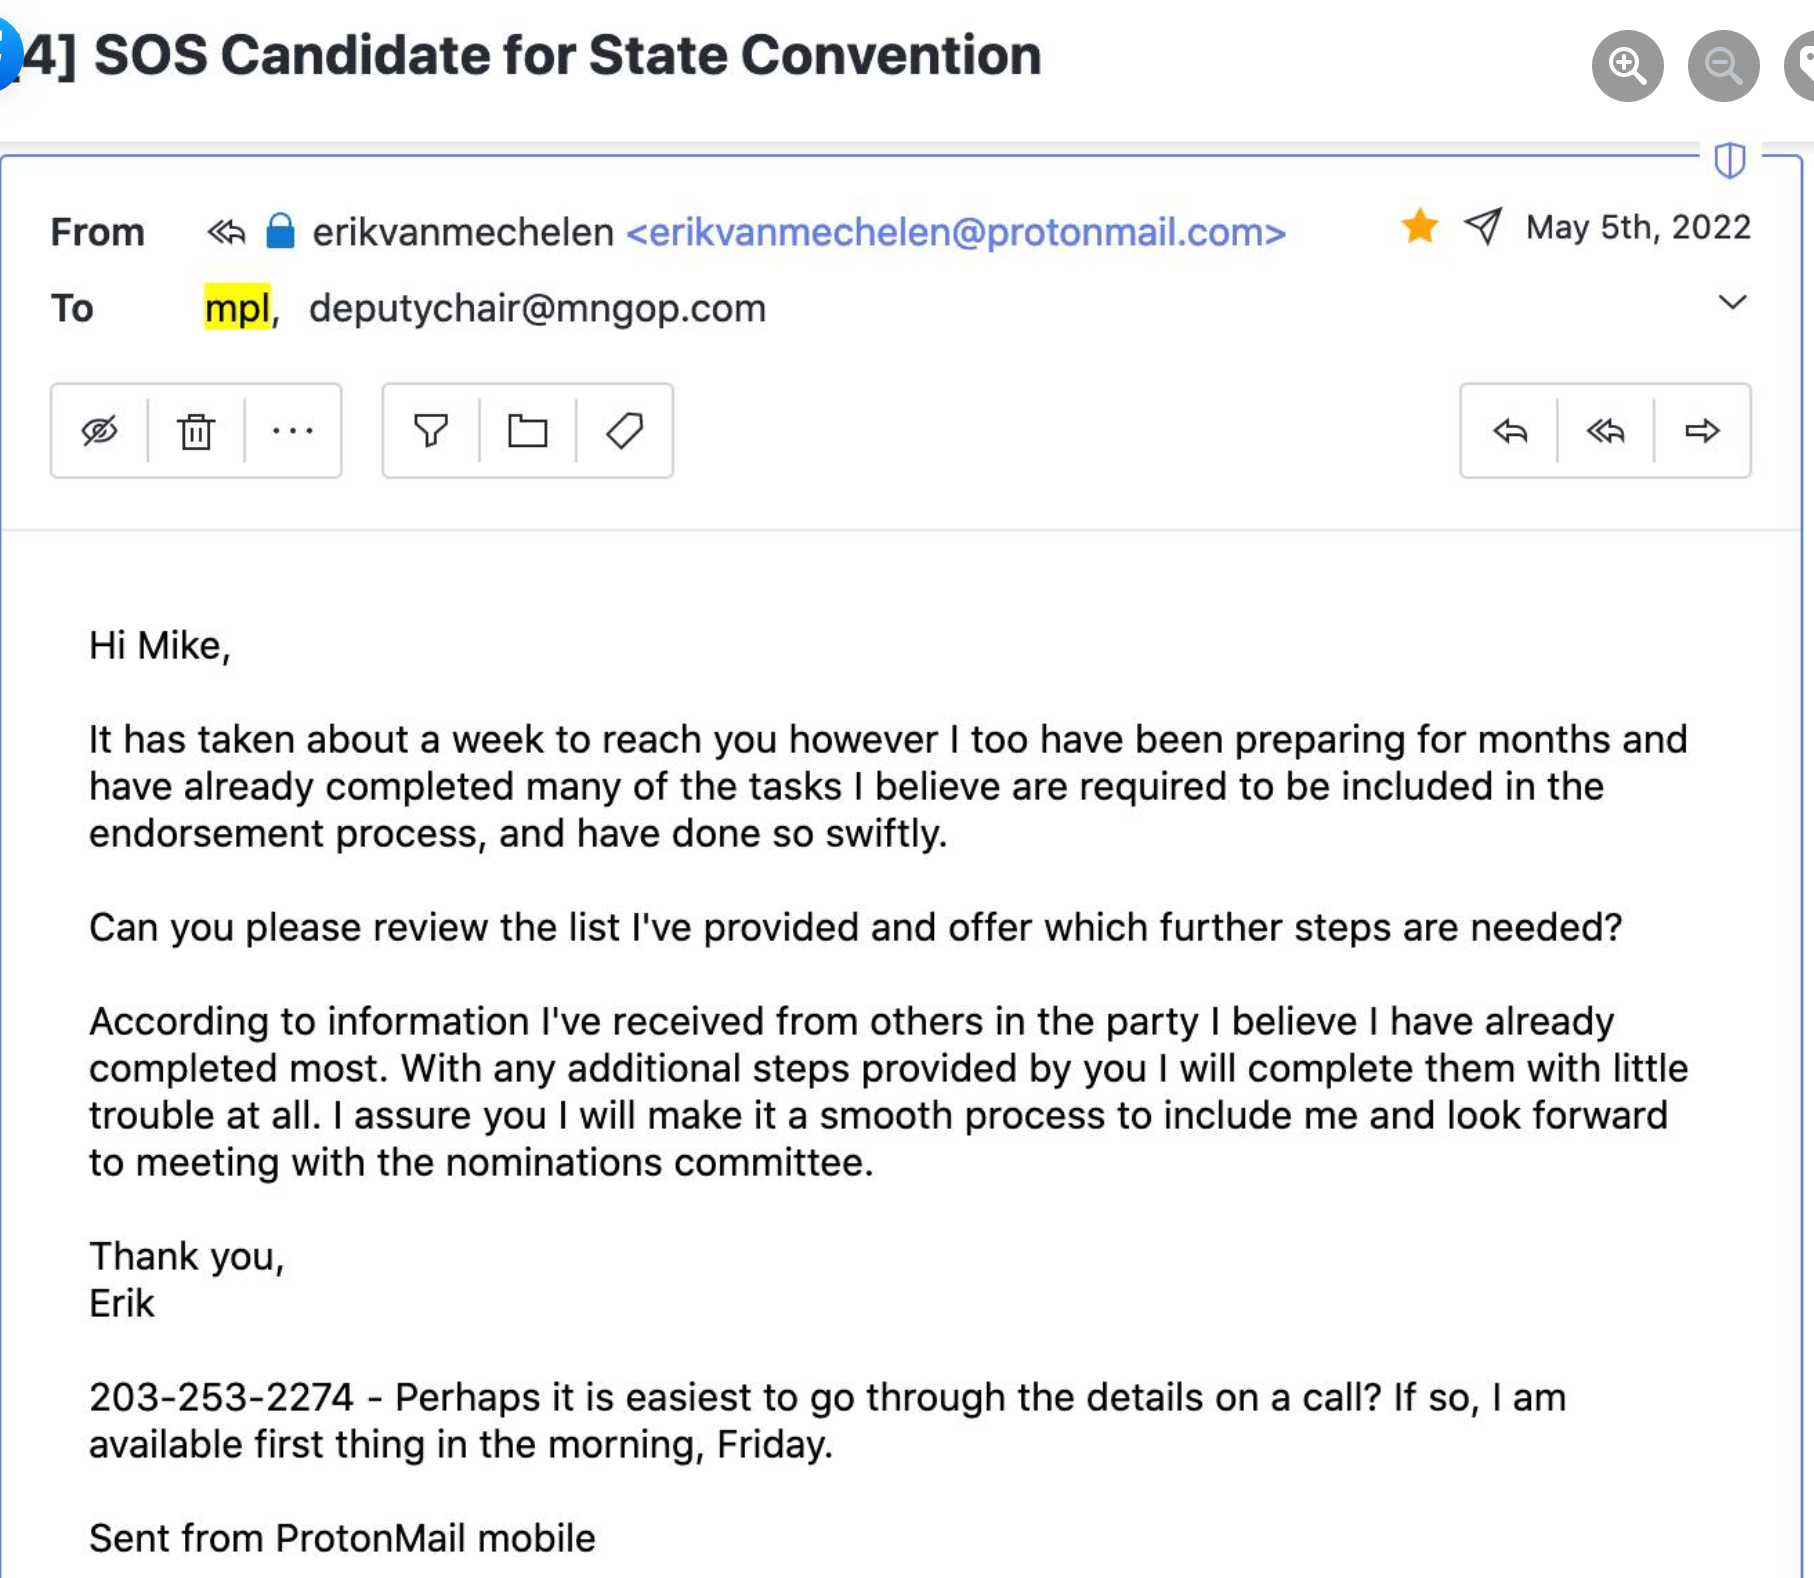 4] SOS Candidate for State Convention
From erikvanmechelen <erikvanmechelen@protonmail.com> May 5th, 2022
To mpl, deputychair@mngop.com
Hi Mike,
It has taken about a week to reach you however I too have been preparing for months and
have already completed many of the tasks I believe are required to be included in the
endorsement process, and have done so swiftly.
Can you please review the list I've provided and offer which further steps are needed?
According to information I've received from others in the party I believe I have already
completed most. With any additional steps provided by you I will complete them with little
trouble at all. I assure you I will make it a smooth process to include me and look forward
to meeting with the nominations committee.
Thank you,
Erik
203-253-2274 - Perhaps it is easiest to go through the details on a call? If so, I am
available first thing in the morning, Friday.
Sent from ProtonMail mobile